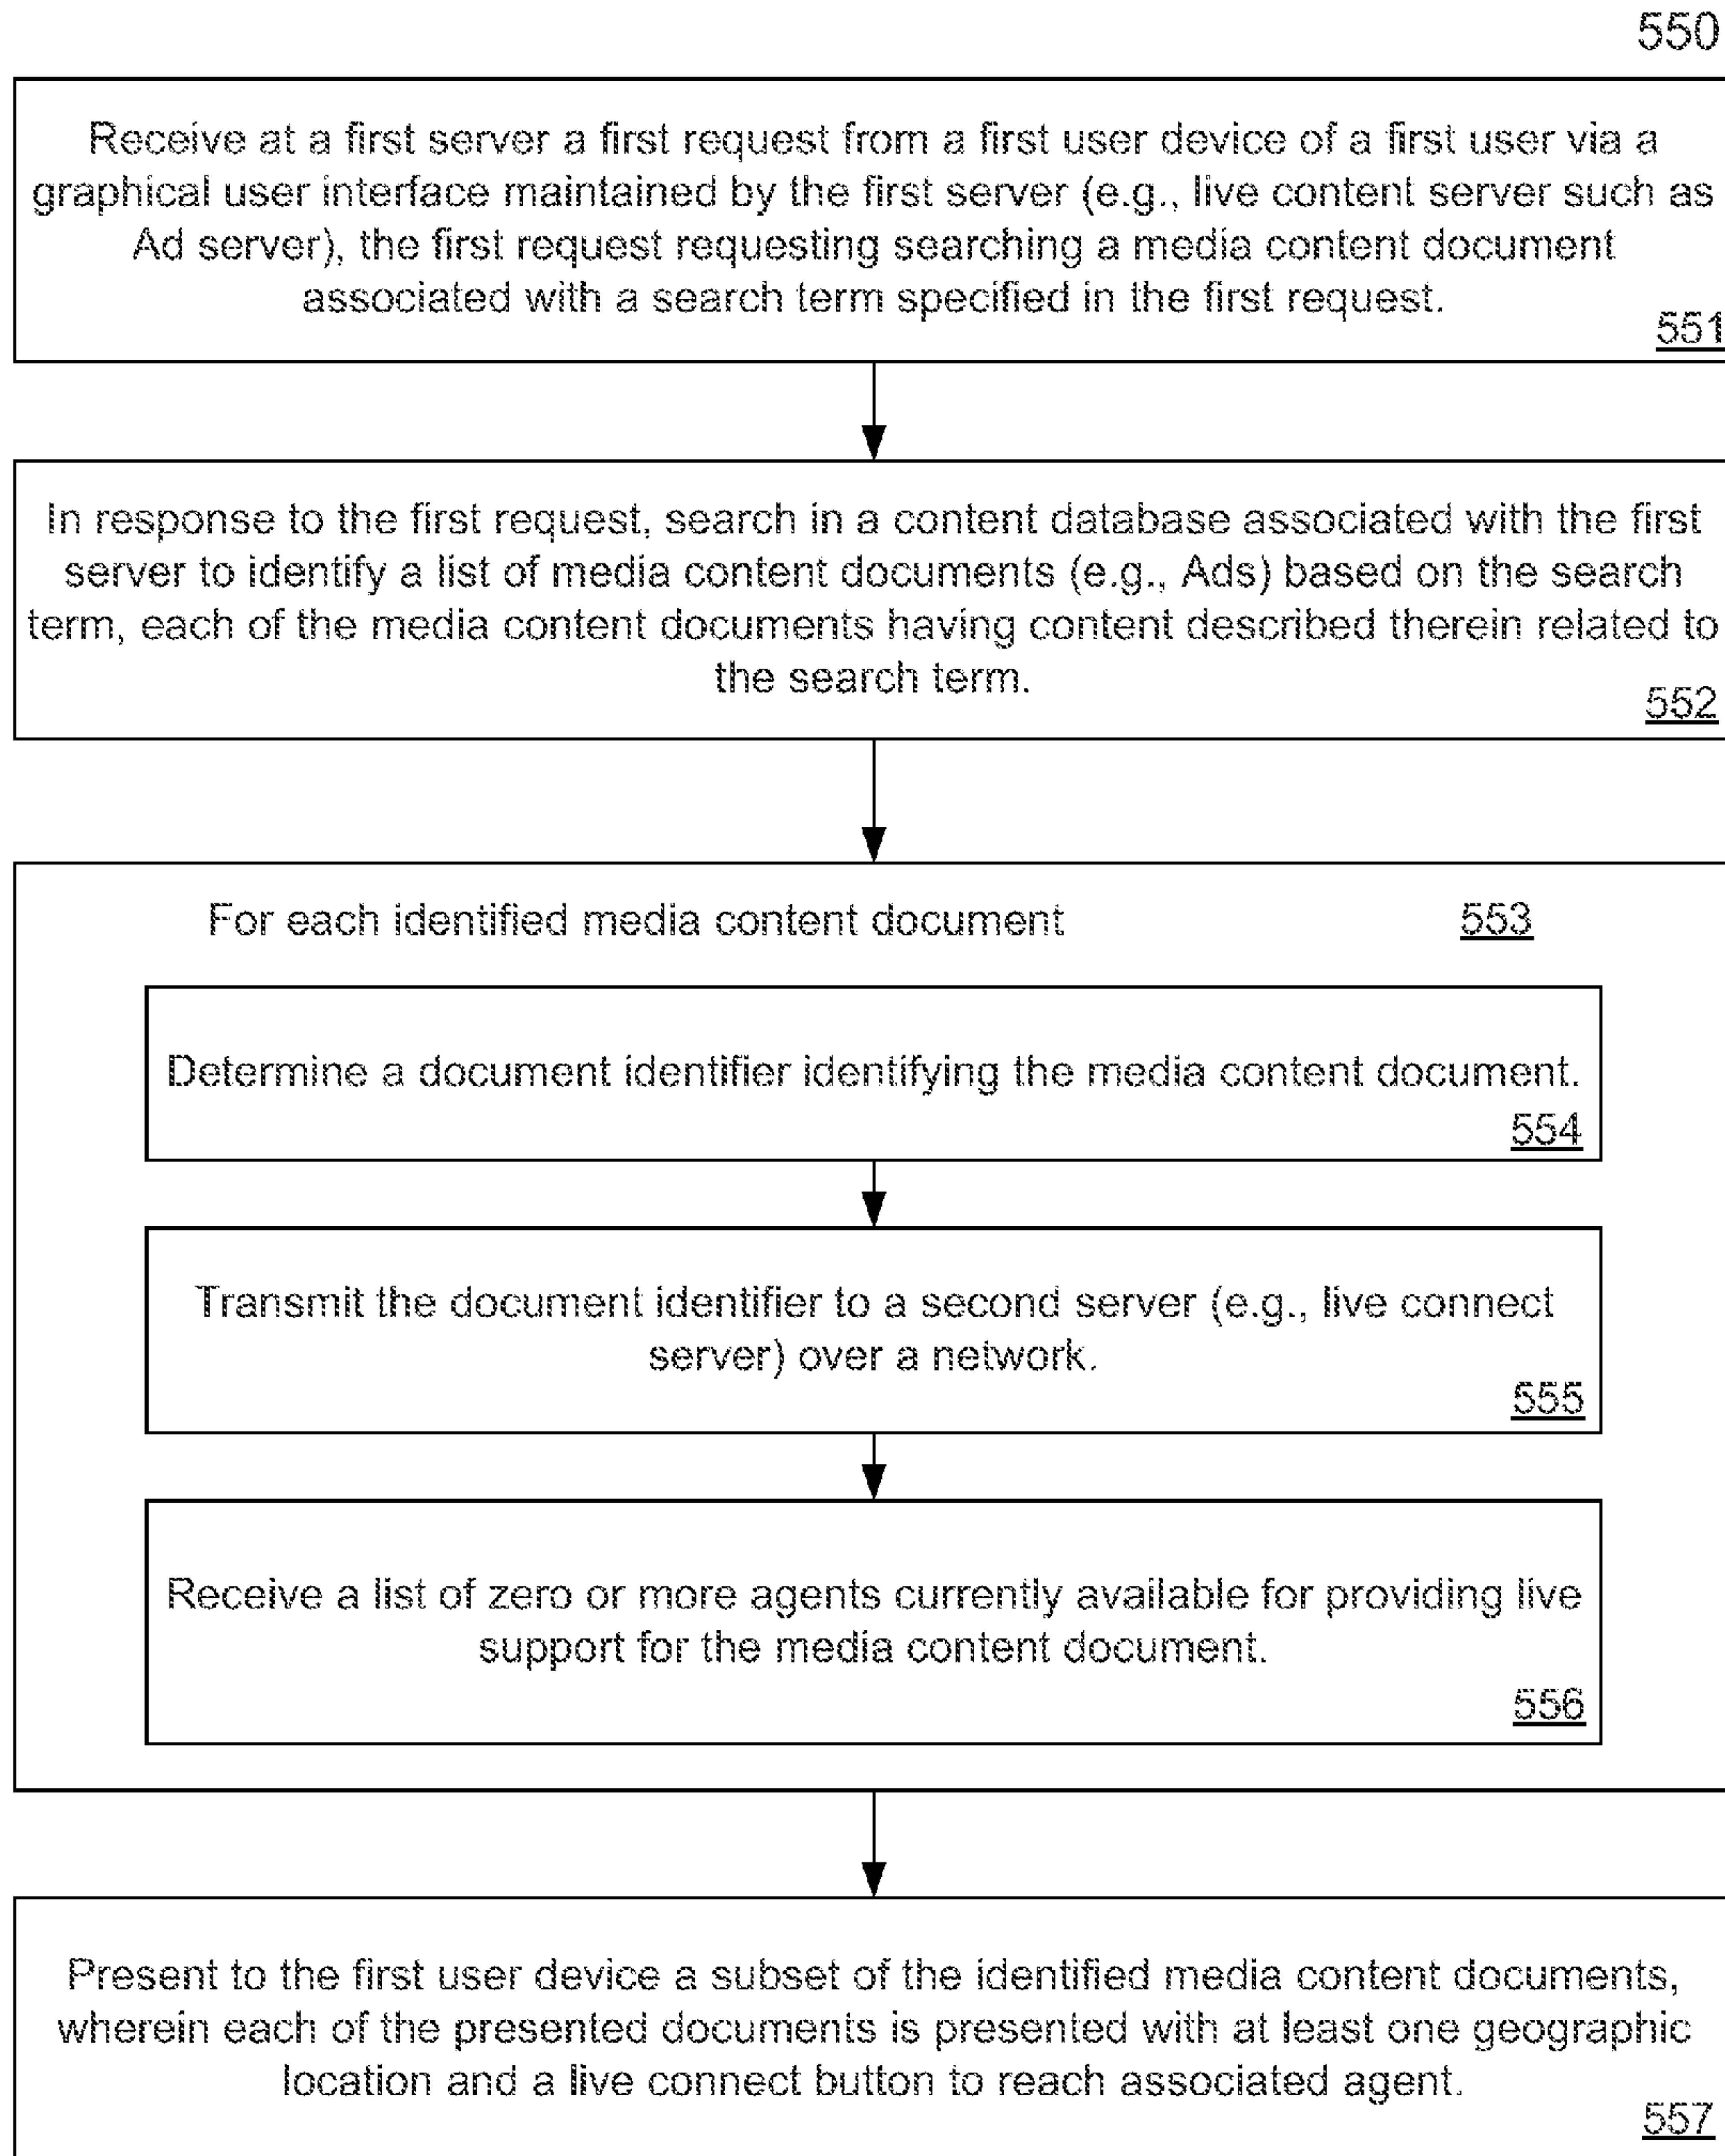 550
Receive at a first server a first request from a first user device of a first user via a
graphical user interface maintained by the first server (e.g., live content server such as
Ad server), the first request requesting searching a media content document
associated with a search term specified in the first request.
551
In response to the first request, search in a content database associated with the first
server to identify a list of media content documents (e.g., Ads) based on the search
term, each of the media content documents having content described therein related to
the search term.
552
For each identified media content document
553
Determine a document identifier identifying the media content document.
554
Transmit the document identifier to a second server (e.g., live connect
server) over a network.
555
Receive a list of zero or more agents currently available for providing live
support for the media content document.
556
Present to the first user device a subset of the identified media content documents,
wherein each of the presented documents is presented with at least one geographic
location and a live connect button to reach associated agent.
557